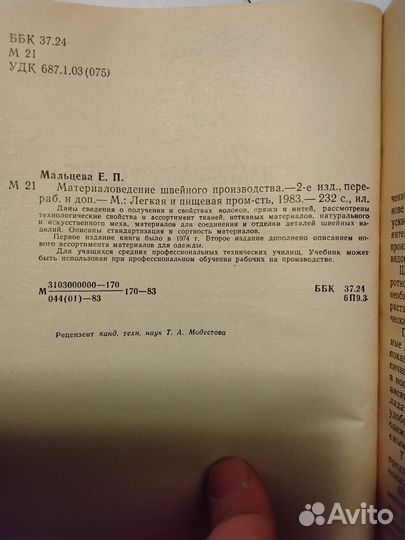 ББК 37.24
М 21
УДК 687.1.03 (075)
Мальцева Е. П.
М 21 Материаловедение швейного производства.—2-е изд., пере-
раб. и доп.— М.: Легкая и пищевая пром-сть, 1983.— 232 с., ил.
Даны сведения о получении и свойствах волокон, пряжи и нитей, рассмотрены
технологические свойства и ассортимент тканей, нетканых материалов, натурального
и искусственного меха, материалов для соединения и отделки деталей швейных из-
делий. Описаны стандартизация и сортность материалов.
Первое издание книги было в 1974 г. Второе издание дополнено описанием но-
вого ассортимента материалов для одежды.
Для учащихся средних профессиональных технических училищ. Учебник может
быть использован при профессиональном обучении рабочих на производстве.
М 3103000000—170
044(01)—83 170—83
ББК 37.24
6П9.3
Рецензент канд. техн. наук Т. А. Модестова
Avito